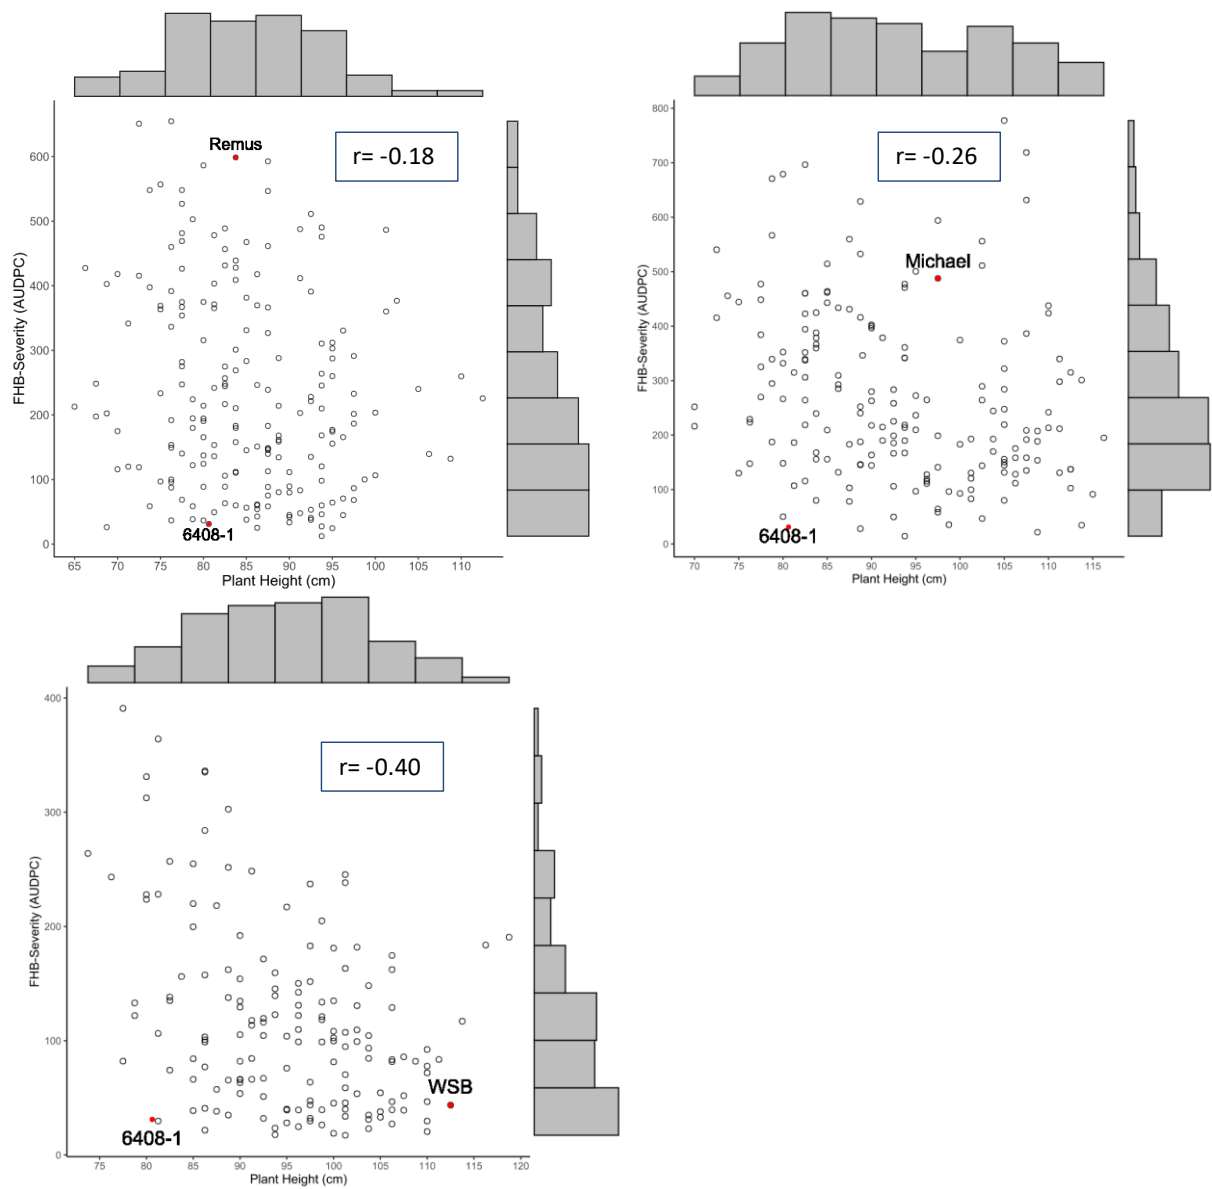 Remus
r= -0.18
FHB-Severity (AUDPC)
600
500
400
300
200
100
0
6408-1
65 70 75 80 85 90 95 100 105 110
Plant Height (cm)
r= -0.26
Michael
FHB-Severity (AUDPC)
800
700
600
500
400
300
200
100
0
6408-1
70 75 80 85 90 95 100 105 110 115
Plant Height (cm)
r= -0.40
FHB-Severity (AUDPC)
400
300
200
100
0
WSB
6408-1
75 80 85 90 95 100 105 110 115 120
Plant Height (cm)